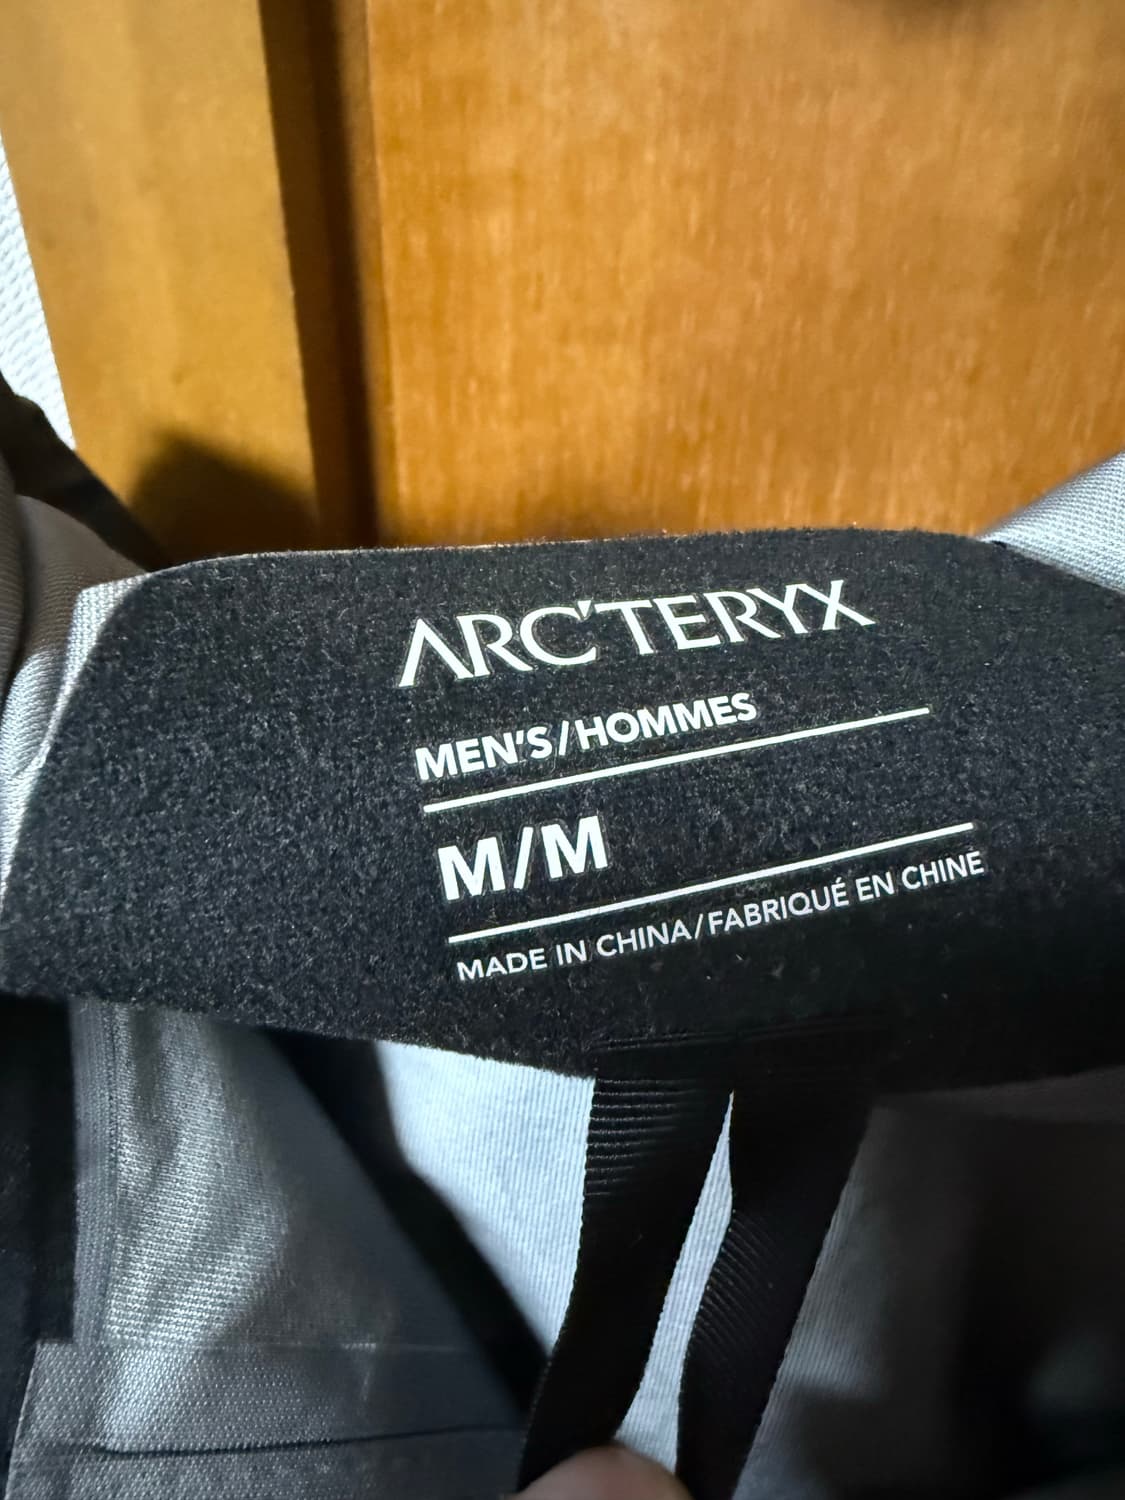 ARC'TERYX
MEN'S/HOMMES
M/M
MADE IN CHINA/FABRIQUÉ EN CHINE